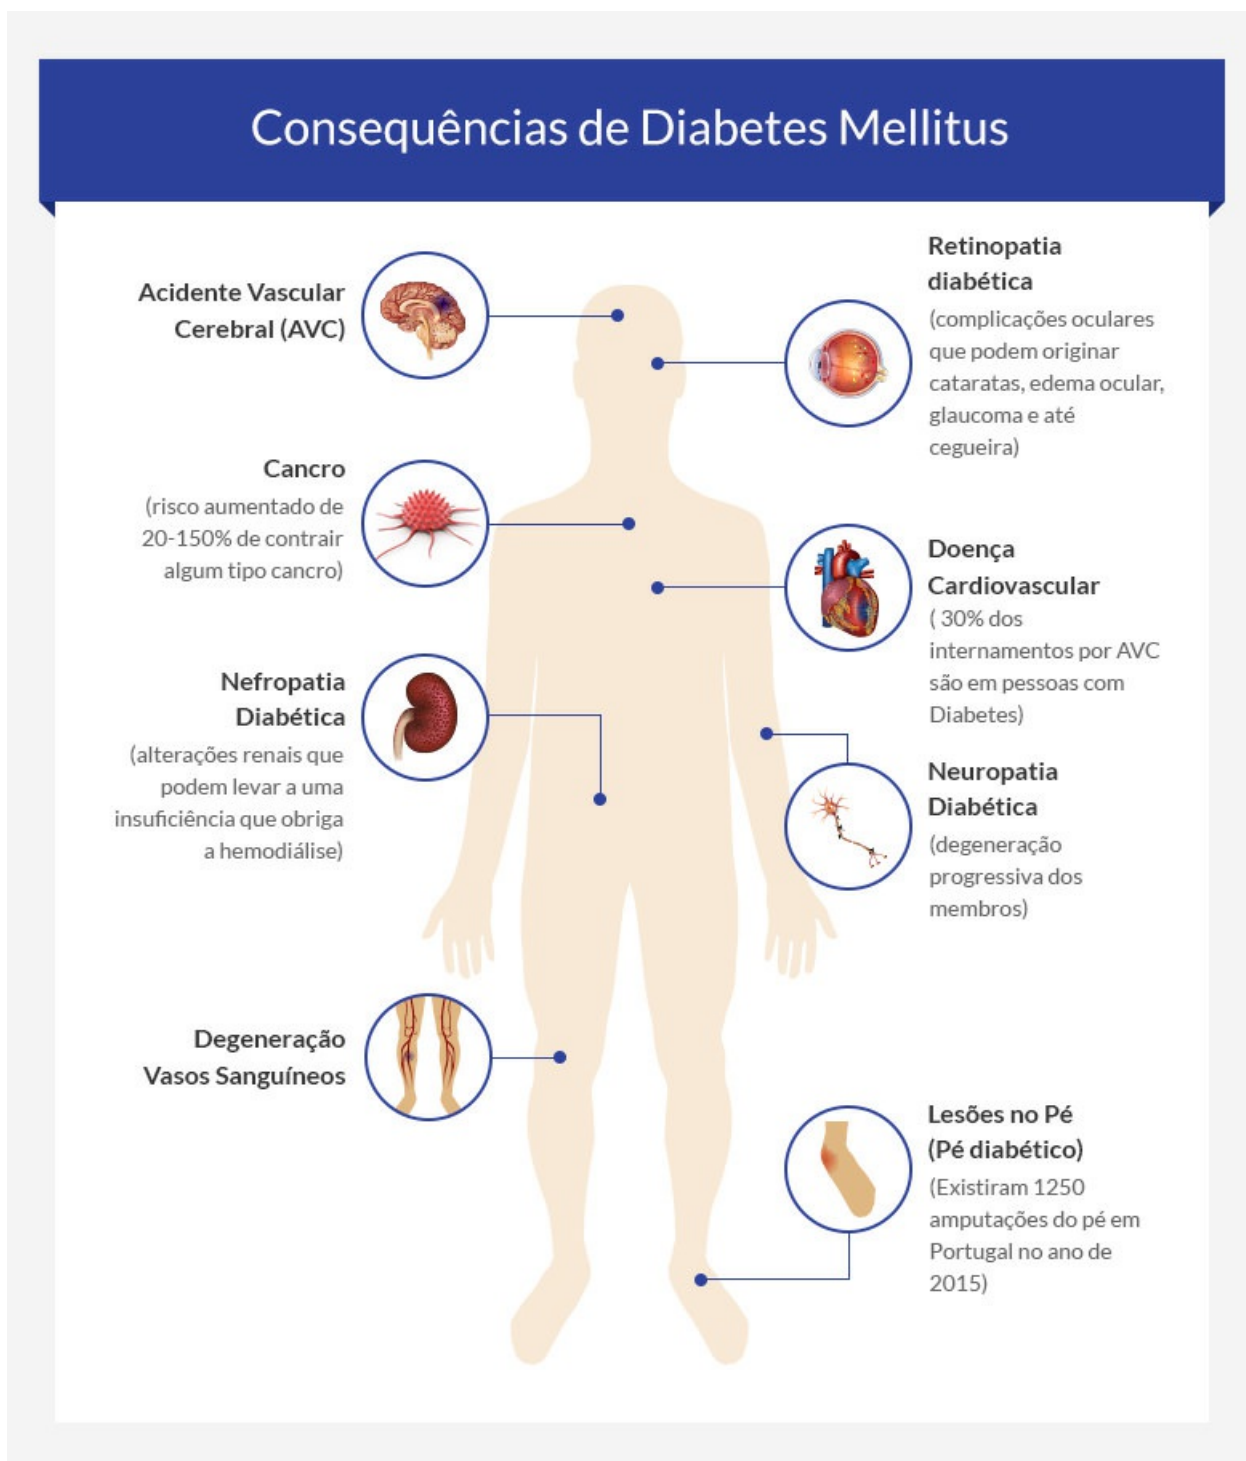 Consequências de Diabetes Mellitus
Acidente Vascular
Cerebral (AVC)
Retinopatia
diabética
(complicações oculares
que podem originar
cataratas, edema ocular,
glaucoma e até
cegueira)
Cancro
(risco aumentado de
20-150% de contrair
algum tipo cancro)
Doença
Cardiovascular
( 30% dos
internamentos por AVC
são em pessoas com
Diabetes)
Nefropatia
Diabética
(alterações renais que
podem levar a uma
insuficiência que obriga
a hemodiálise)
Neuropatia
Diabética
(degeneração
progressiva dos
membros)
Degeneração
Vasos Sanguíneos
Lesões no Pé
(Pé diabético)
(Existiram 1250
amputações do pé em
Portugal no ano de
2015)